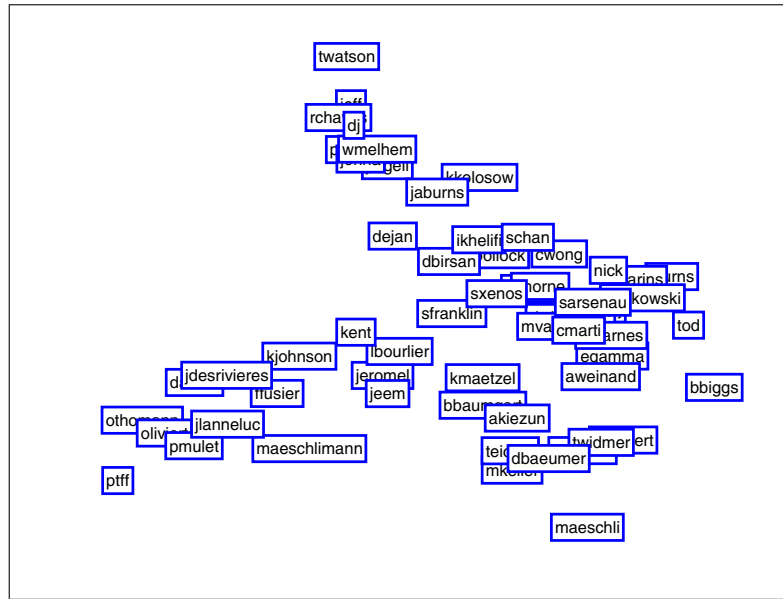 twatson
dj
wmelhem
kkolosow
jaburns
dejan
ikhelifi
schan
cwong
dbirsan
nick
sxenos
sarsenau
sfranklin
tod
cmarti
kent
lbourlier
kjohnson
egamma
jdesrivieres
jeromel
aweinand
kmaetzel
bbiggs
ffusier
jeem
bbaumgart
akiezun
othomann
jlanneluc
oliviert
pmulet
maeschlimann
twidmer
dbaeumer
mkeller
ptff
maeschli